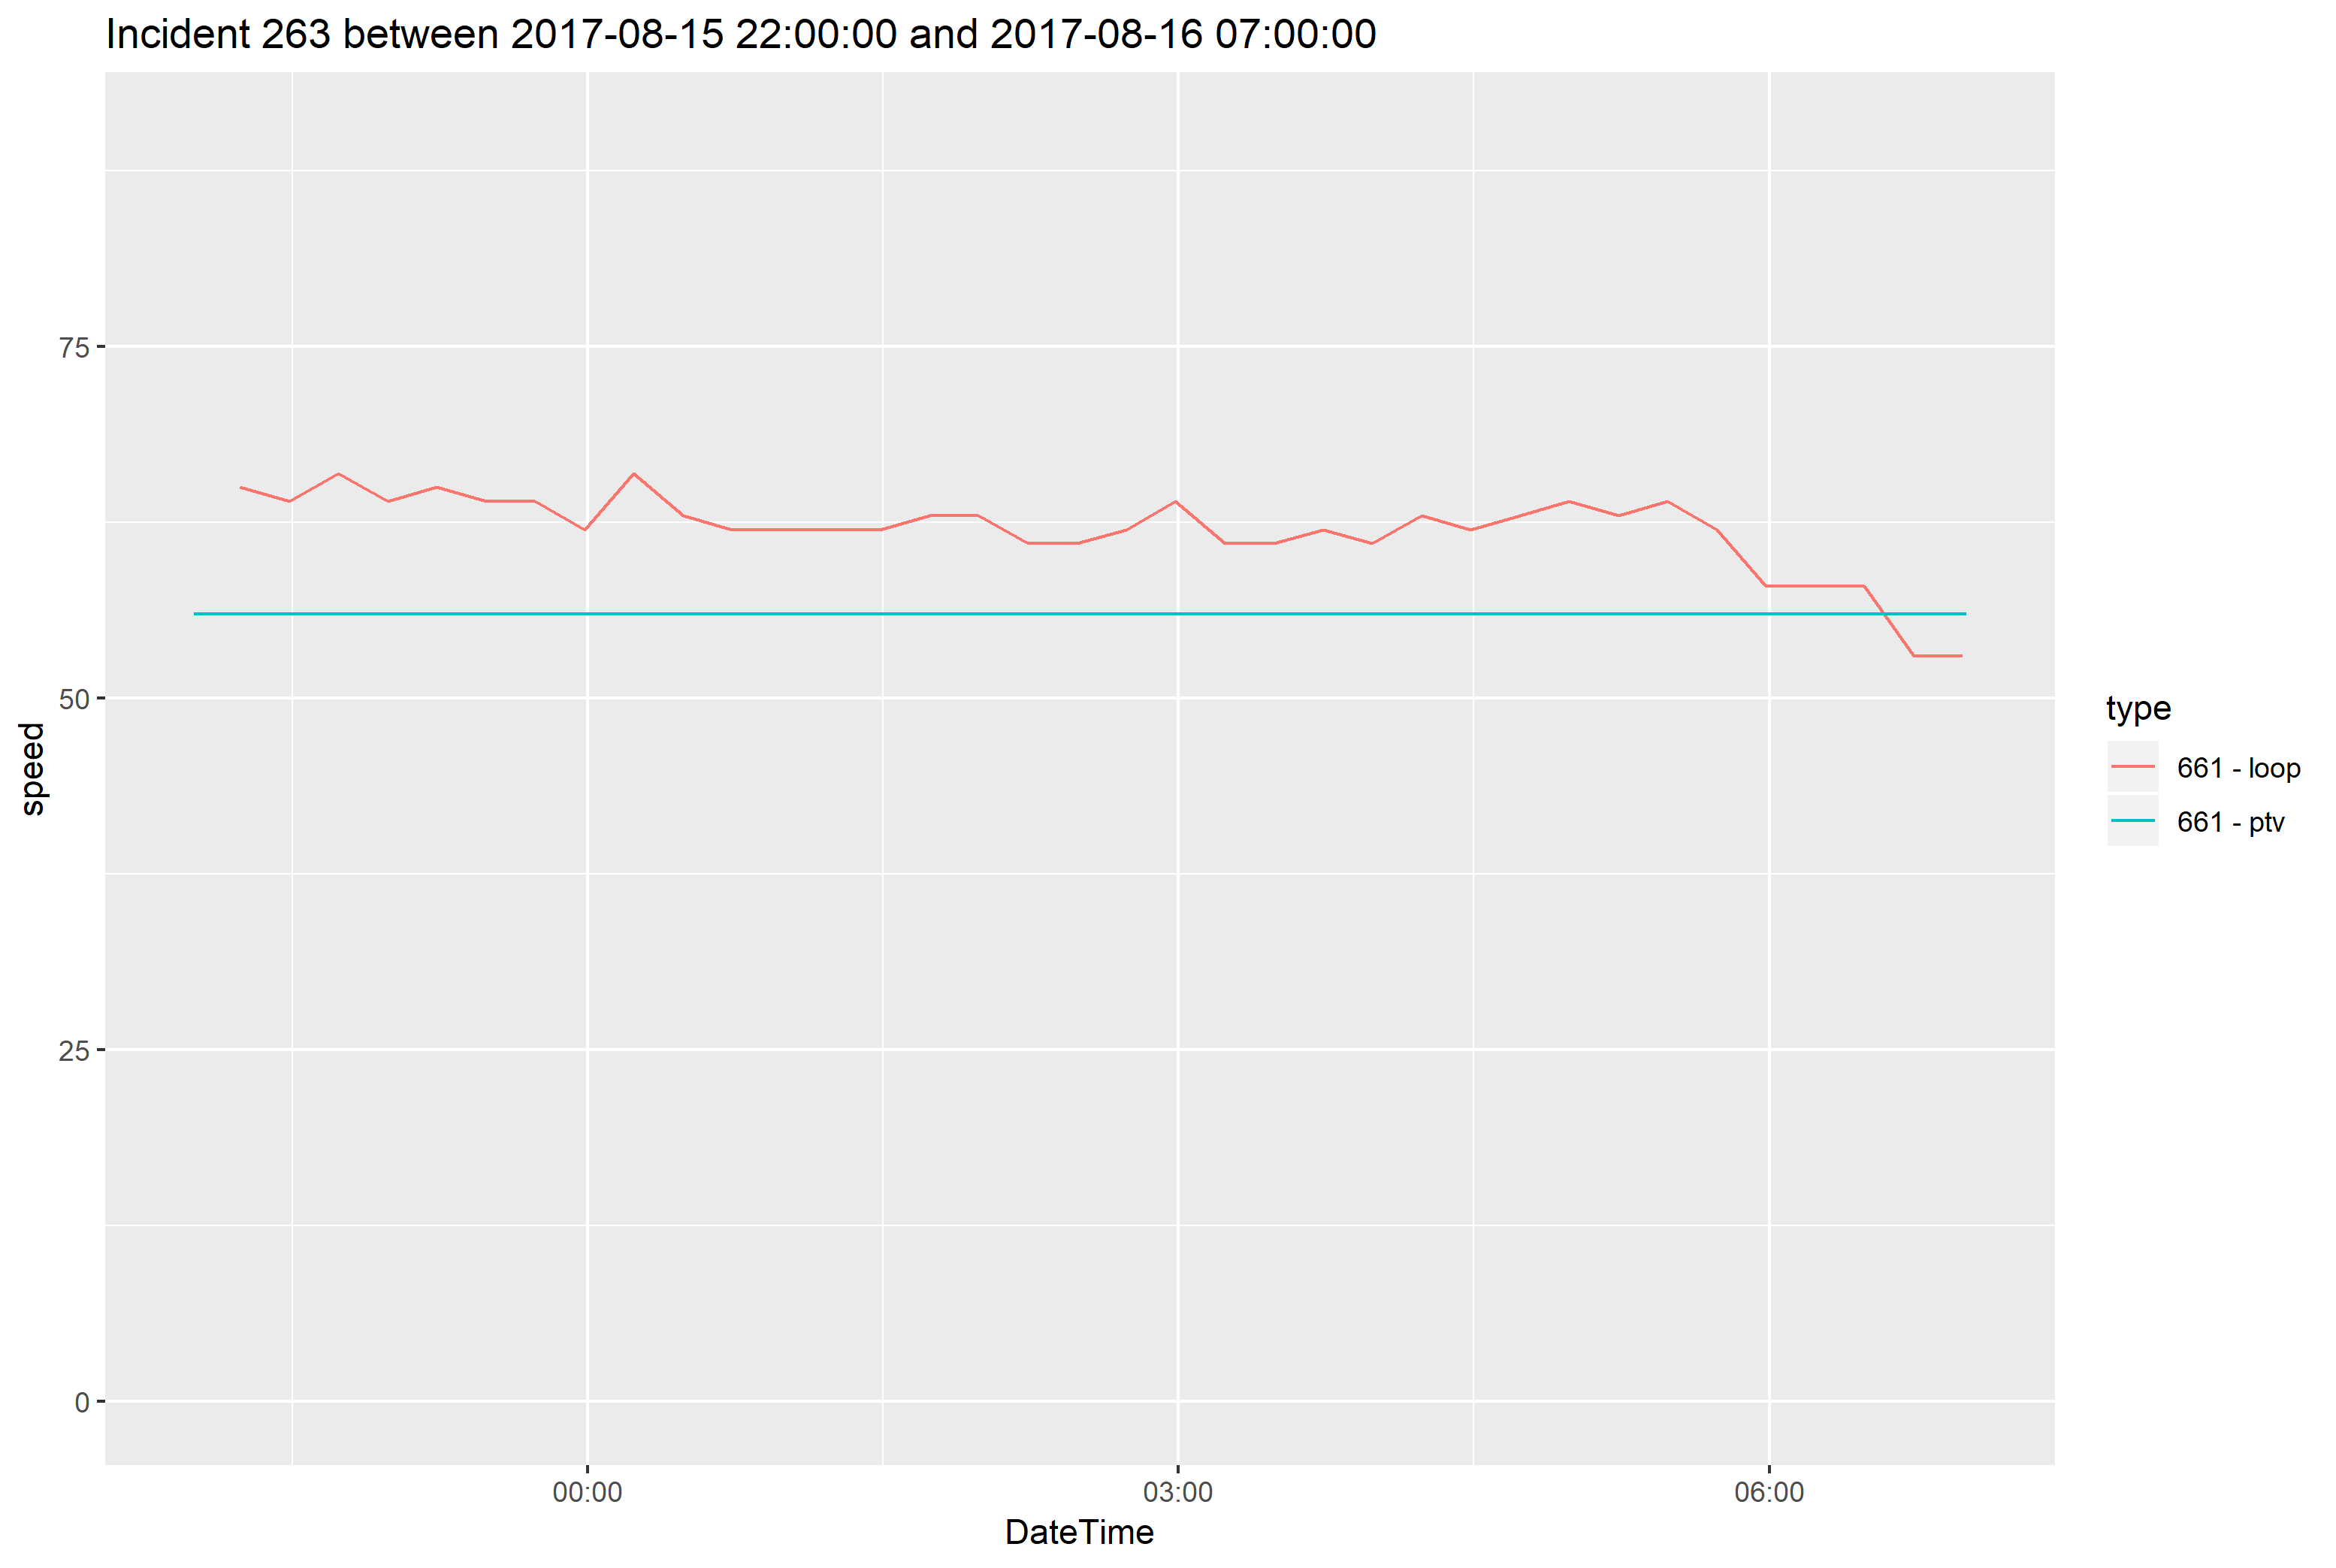 Incident 263 between 2017-08-15 22:00:00 and 2017-08-16 07:00:00
75
50
25
0
speed
00:00
03:00
06:00
DateTime
type
661 - loop
661 - ptv